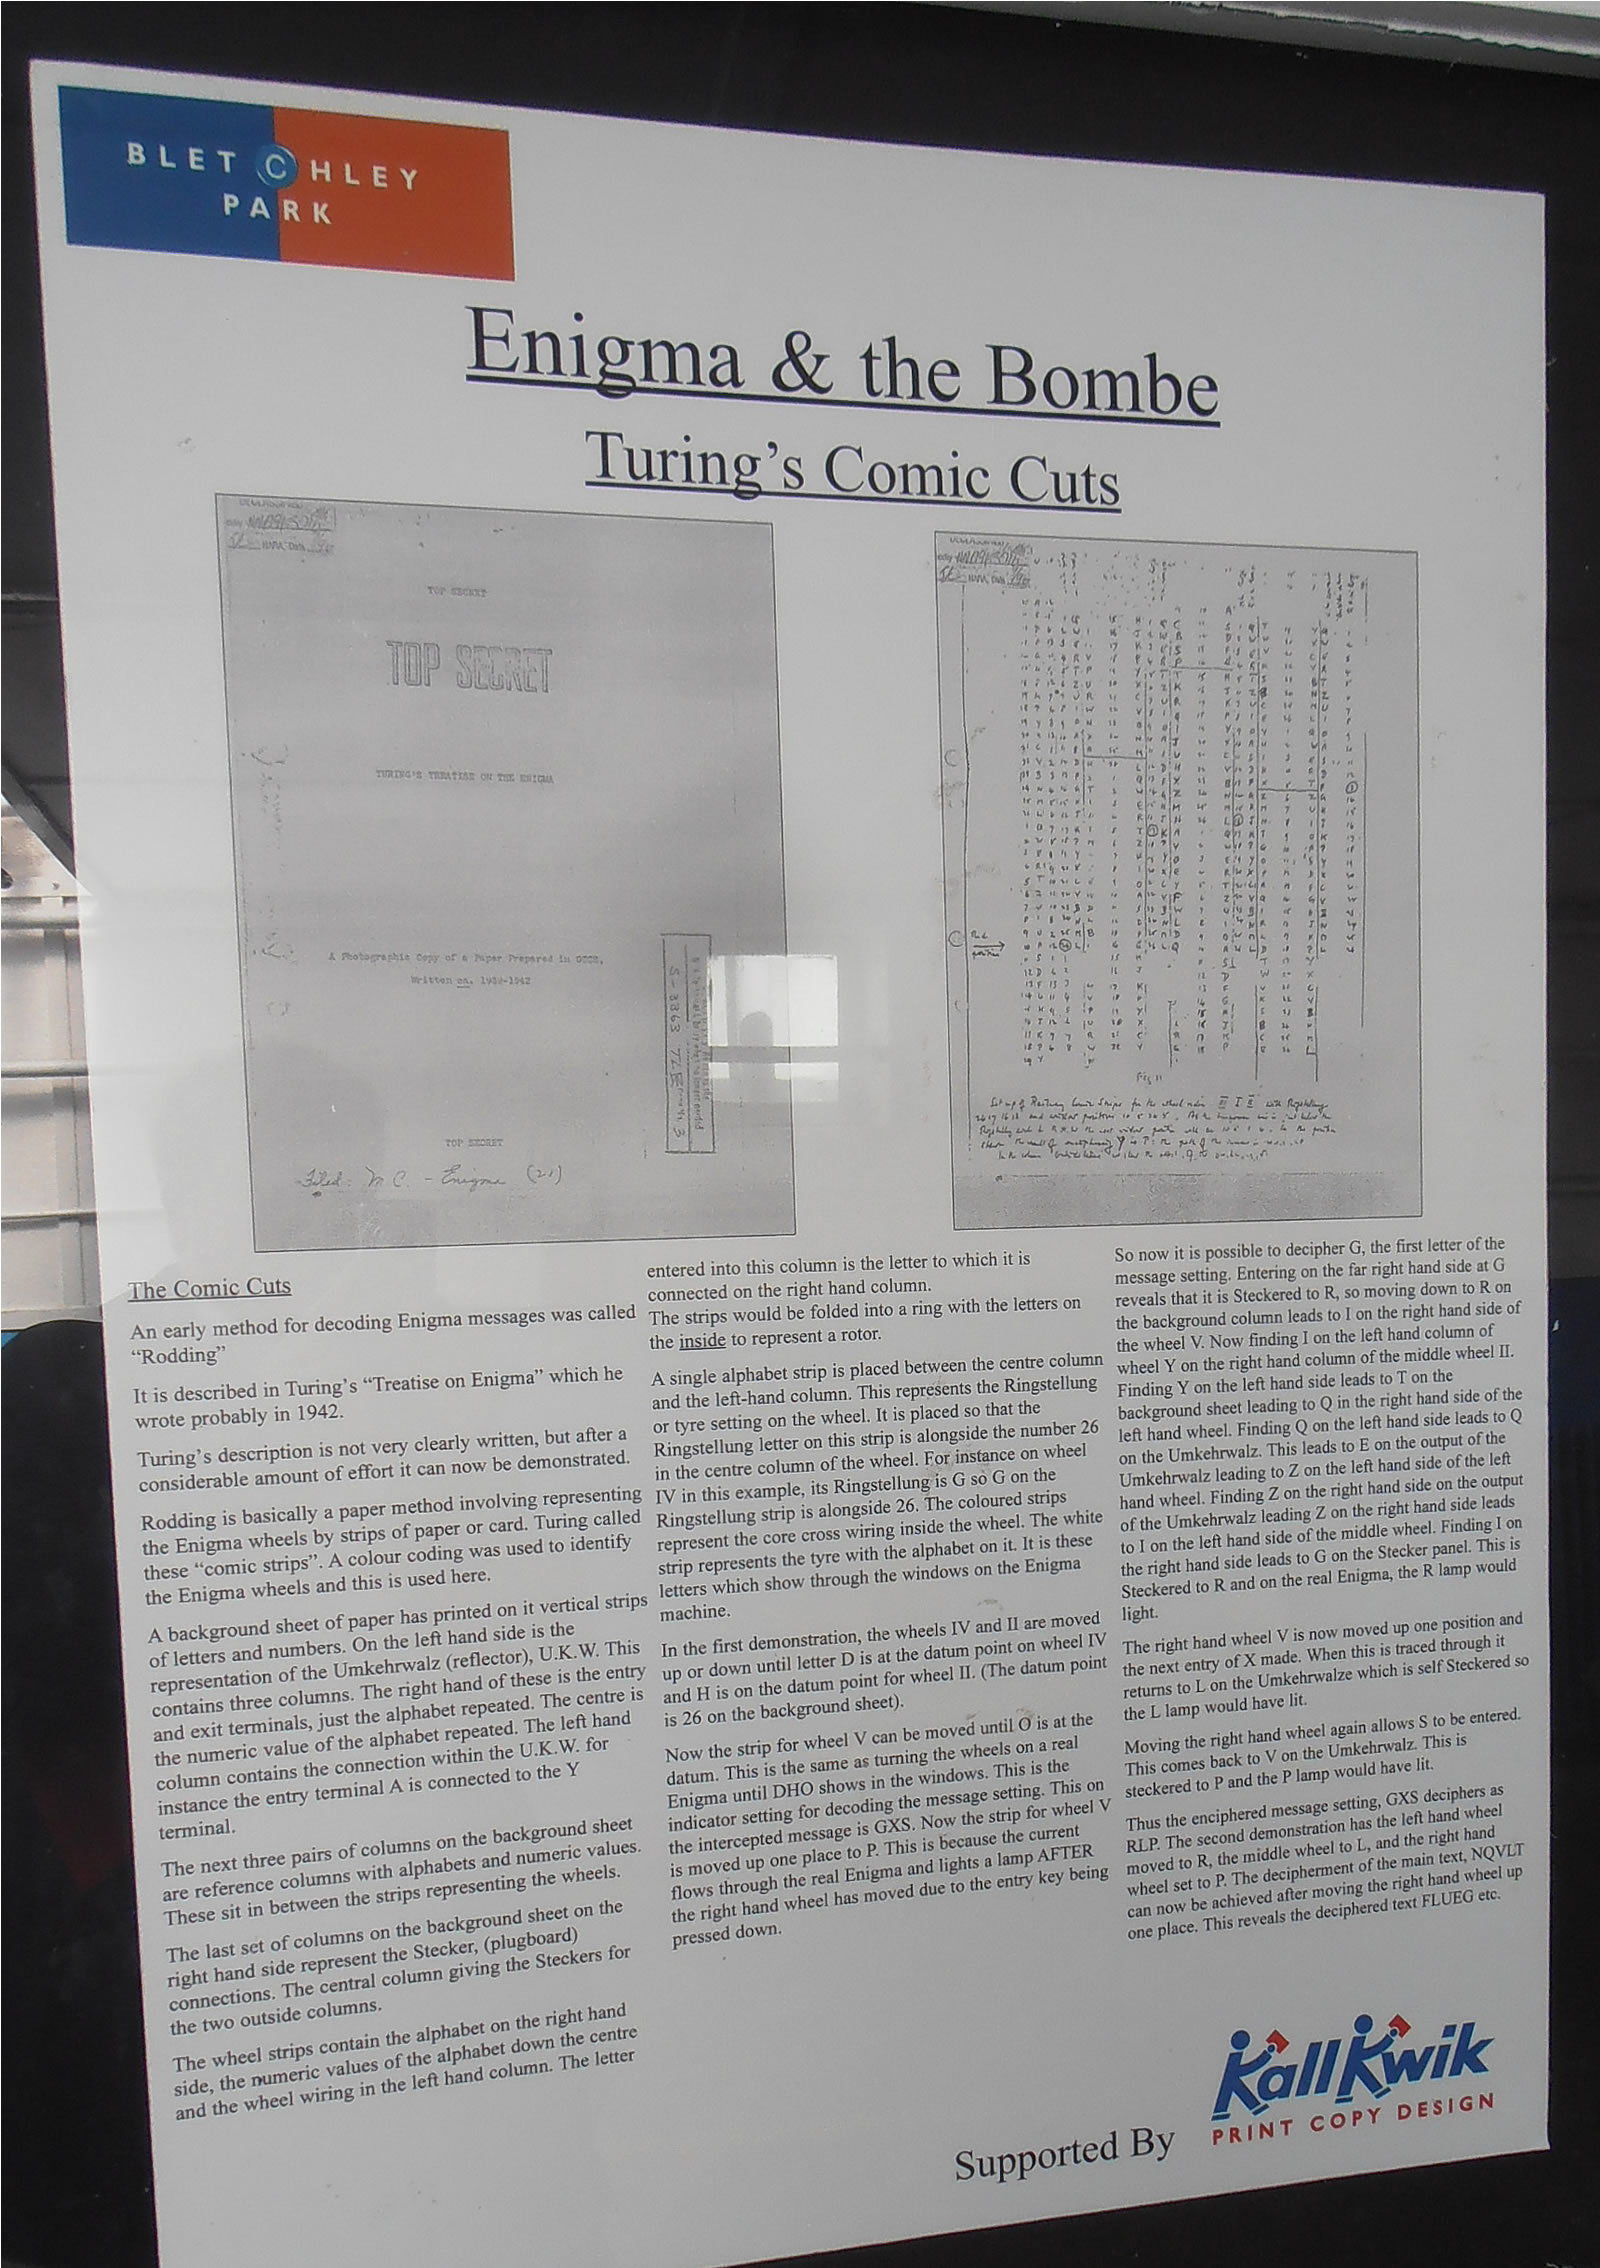 BLETCHLEY
PARK
Enigma & the Bombe
Turing's Comic Cuts
TOP SECRET
TOP SECRET
TURING'S TREATISE ON THE ENIGMA
A Photographic Copy of a Paper Prepared in GCCS,
Written ca. 1939-1942
TOP SECRET
Filed: M C. - Enigma (21)
Fig 11
The Comic Cuts
An early method for decoding Enigma messages was called
“Rodding”
It is described in Turing's “Treatise on Enigma” which he
wrote probably in 1942.
Turing's description is not very clearly written, but after a
considerable amount of effort it can now be demonstrated.
Rodding is basically a paper method involving representing
the Enigma wheels by strips of paper or card. Turing called
these “comic strips”. A colour coding was used to identify
the Enigma wheels and this is used here.
A background sheet of paper has printed on it vertical strips
of letters and numbers. On the left hand side is the
representation of the Umkehrwalz (reflector), U.K.W. This
contains three columns. The right hand of these is the entry
and exit terminals, just the alphabet repeated. The centre is
the numeric value of the alphabet repeated. The left hand
column contains the connection within the U.K.W. for
instance the entry terminal A is connected to the Y
terminal.
The next three pairs of columns on the background sheet
are reference columns with alphabets and numeric values.
These sit in between the strips representing the wheels.
The last set of columns on the background sheet on the
right hand side represent the Stecker, (plugboard)
connections. The central column giving the Steckers for
the two outside columns.
The wheel strips contain the alphabet on the right hand
side, the numeric values of the alphabet down the centre
and the wheel wiring in the left hand column. The letter
entered into this column is the letter to which it is
connected on the right hand column.
The strips would be folded into a ring with the letters on
the inside to represent a rotor.
A single alphabet strip is placed between the centre column
and the left-hand column. This represents the Ringstellung
or tyre setting on the wheel. It is placed so that the
Ringstellung letter on this strip is alongside the number 26
in the centre column of the wheel. For instance on wheel
IV in this example, its Ringstellung is G so G on the
Ringstellung strip is alongside 26. The coloured strips
represent the core cross wiring inside the wheel. The white
strip represents the tyre with the alphabet on it. It is these
letters which show through the windows on the Enigma
machine.
In the first demonstration, the wheels IV and II are moved
up or down until letter D is at the datum point on wheel IV
and H is on the datum point for wheel II. (The datum point
is 26 on the background sheet).
Now the strip for wheel V can be moved until O is at the
datum. This is the same as turning the wheels on a real
Enigma until DHO shows in the windows. This is the
indicator setting for decoding the message setting. This on
the intercepted message is GXS. Now the strip for wheel V
is moved up one place to P. This is because the current
flows through the real Enigma and lights a lamp AFTER
the right hand wheel has moved due to the entry key being
pressed down.
So now it is possible to decipher G, the first letter of the
message setting. Entering on the far right hand side at G
reveals that it is Steckered to R, so moving down to R on
the background column leads to I on the right hand side of
the wheel V. Now finding I on the left hand column of
wheel Y on the right hand column of the middle wheel II.
Finding Y on the left hand side leads to T on the
background sheet leading to Q in the right hand side of the
left hand wheel. Finding Q on the left hand side leads to Q
on the Umkehrwalz. This leads to E on the output of the
Umkehrwalz leading to Z on the left hand side of the left
hand wheel. Finding Z on the right hand side on the output
of the Umkehrwalz leading Z on the right hand side leads
to I on the left hand side of the middle wheel. Finding I on
the right hand side leads to G on the Stecker panel. This is
Steckered to R and on the real Enigma, the R lamp would
light.
The right hand wheel V is now moved up one position and
the next entry of X made. When this is traced through it
returns to L on the Umkehrwalze which is self Steckered so
the L lamp would have lit.
Moving the right hand wheel again allows S to be entered.
This comes back to V on the Umkehrwalz. This is
steckered to P and the P lamp would have lit.
Thus the enciphered message setting, GXS deciphers as
RLP. The second demonstration has the left hand wheel
moved to R, the middle wheel to L, and the right hand
wheel set to P. The decipherment of the main text, NQVLT
can now be achieved after moving the right hand wheel up
one place. This reveals the deciphered text FLUEG etc.
Supported By
KallKwik
PRINT COPY DESIGN